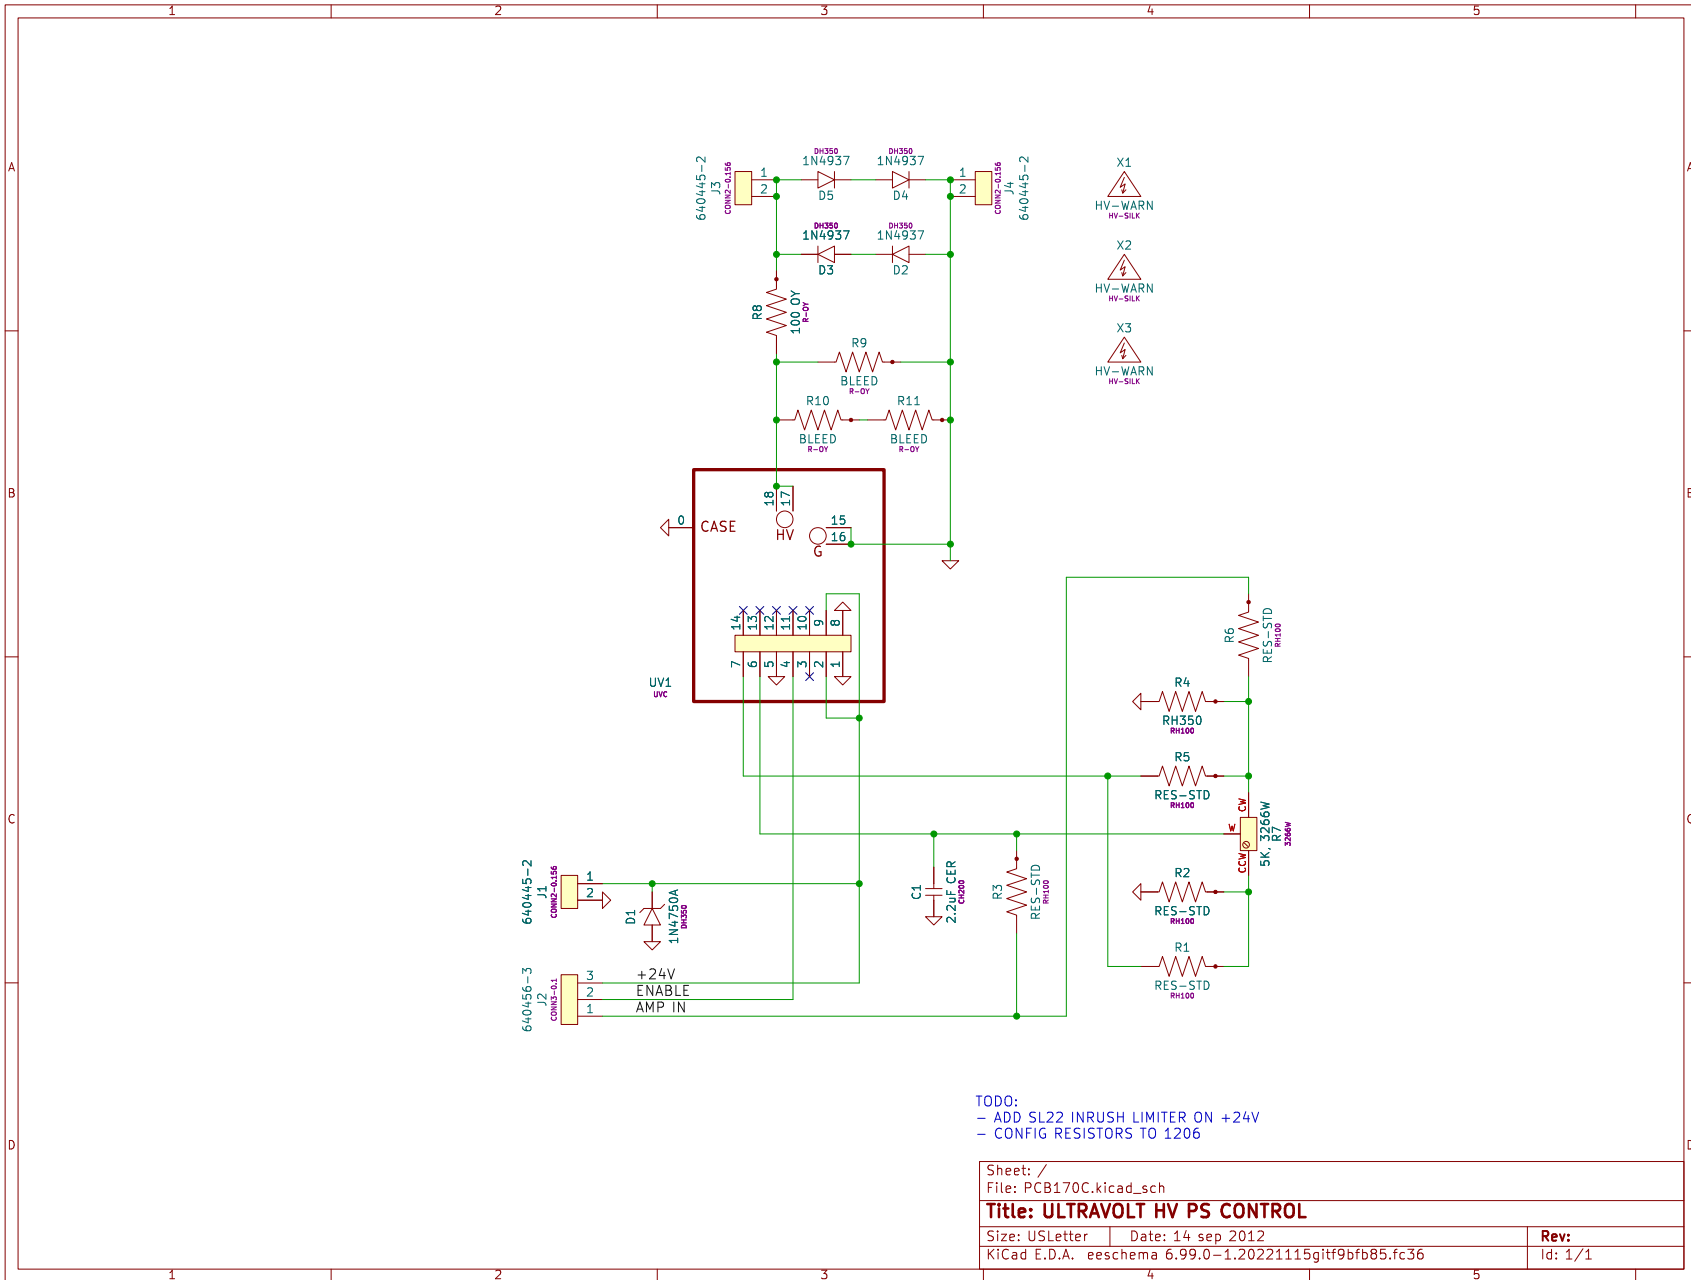 1 2 3 4 5
A
B
C
D
A
B
C
D
640445-2
J3
CONN2-0.156
1
2
DH350
1N4937
D5
DH350
1N4937
D4
1
2
J4
CONN2-0.156
640445-2
DH350
1N4937
D3
DH350
1N4937
D2
X1
HV-WARN
HV-SILK
X2
HV-WARN
HV-SILK
X3
HV-WARN
HV-SILK
R8
100 OY
R-OY
R9
BLEED
R-OY
R10
BLEED
R-OY
R11
BLEED
R-OY
18
17
HV
0
CASE
15
16
G
14 13 12 11 10 9 8
7 6 5 4 3 2 1
UV1
UVC
R6
RES-STD
RH100
R4
RH350
RH100
R5
RES-STD
RH100
CW
W
CCW
5K, 3266W
R7
3266W
R2
RES-STD
RH100
R1
RES-STD
RH100
640445-2
J1
CONN2-0.156
1
2
D1
1N4750A
DH350
C1
2.2uF CER
CH200
R3
RES-STD
RH100
640456-3
J2
CONN3-0.1
3
2
1
+24V
ENABLE
AMP IN
TODO:
- ADD SL22 INRUSH LIMITER ON +24V
- CONFIG RESISTORS TO 1206
Sheet: /
File: PCB170C.kicad_sch
Title: ULTRAVOLT HV PS CONTROL
Size: USLetter Date: 14 sep 2012 Rev:
KiCad E.D.A. eeschema 6.99.0-1.20221115gitf9bfb85.fc36 Id: 1/1
1 2 3 4 5